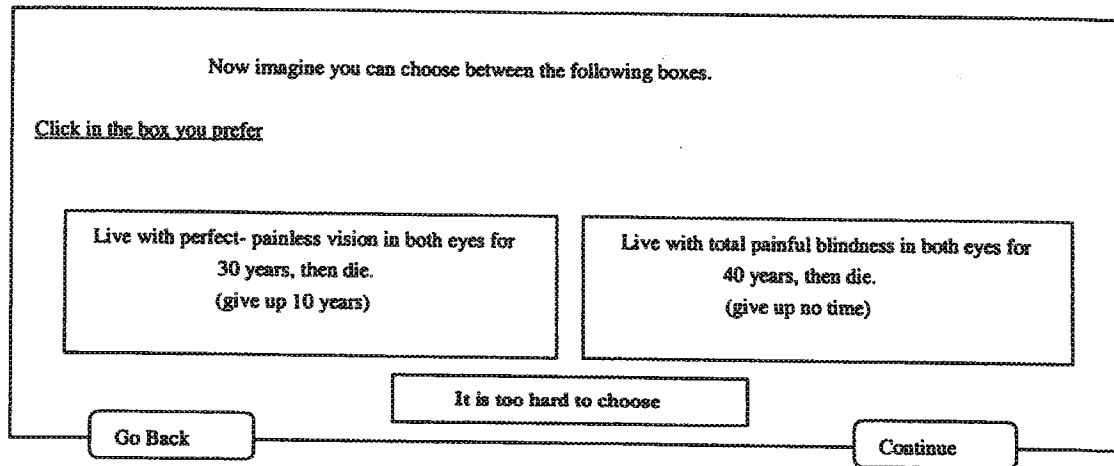 Now imagine you can choose between the following boxes.
Click in the box you prefer
Live with perfect- painless vision in both eyes for
30 years, then die.
(give up 10 years)
Live with total painful blindness in both eyes for
40 years, then die.
(give up no time)
It is too hard to choose
Go Back
Continue